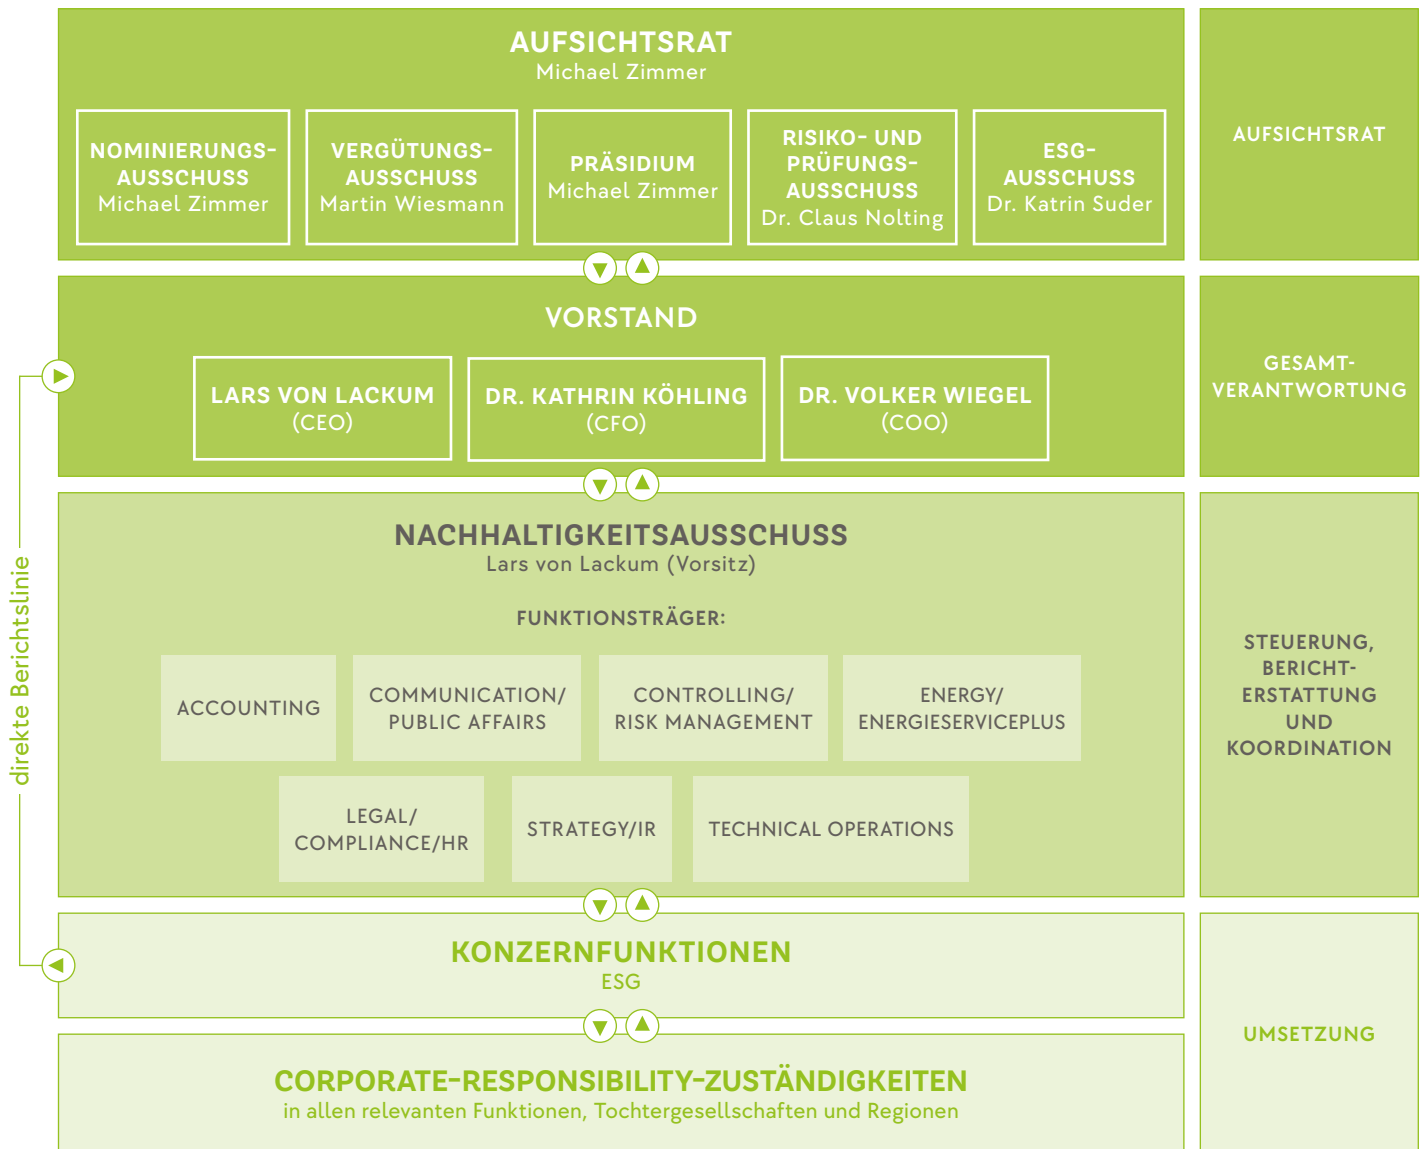 AUFSICHTSRAT
Michael Zimmer
NOMINIERUNGS-
AUSSCHUSS
Michael Zimmer
VERGÜTUNGS-
AUSSCHUSS
Martin Wiesmann
PRÄSIDIUM
Michael Zimmer
RISIKO- UND
PRÜFUNGS-
AUSSCHUSS
Dr. Claus Nolting
ESG-
AUSSCHUSS
Dr. Katrin Suder
AUFSICHTSRAT
VORSTAND
LARS VON LACKUM
(CEO)
DR. KATHRIN KÖHLING
(CFO)
DR. VOLKER WIEGEL
(COO)
GESAMT-
VERANTWORTUNG
direkte Berichtslinie
NACHHALTIGKEITSAUSSCHUSS
Lars von Lackum (Vorsitz)
FUNKTIONSTRÄGER:
ACCOUNTING
COMMUNICATION/
PUBLIC AFFAIRS
CONTROLLING/
RISK MANAGEMENT
ENERGY/
ENERGIESERVICEPLUS
LEGAL/
COMPLIANCE/HR
STRATEGY/IR
TECHNICAL OPERATIONS
STEUERUNG,
BERICHT-
ERSTATTUNG
UND
KOORDINATION
KONZERNFUNKTIONEN
ESG
CORPORATE-RESPONSIBILITY-ZUSTÄNDIGKEITEN
in allen relevanten Funktionen, Tochtergesellschaften und Regionen
UMSETZUNG